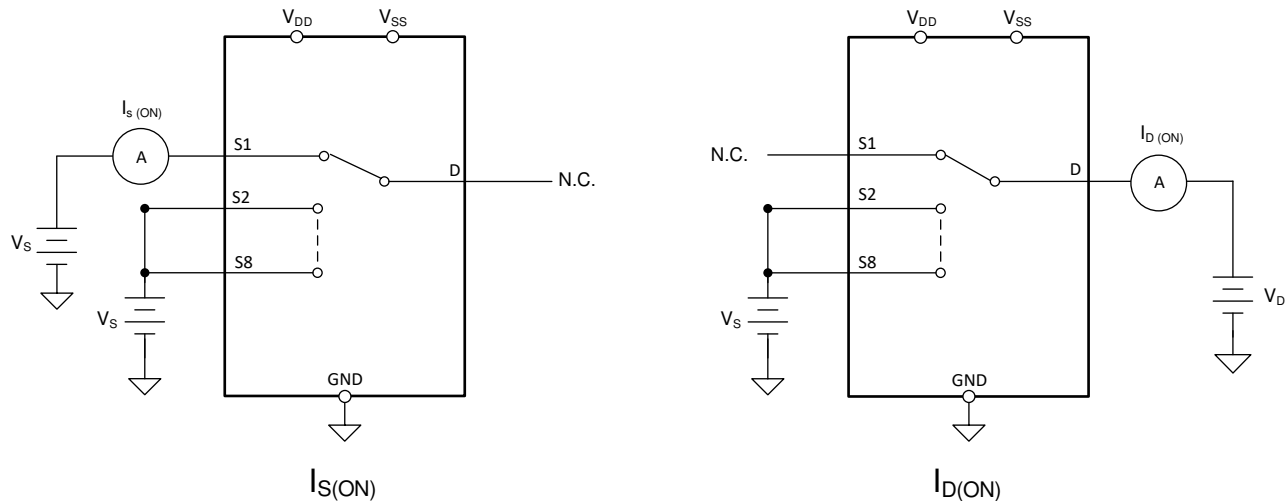 VDD VSS
IS (ON)
A
S1
D
N.C.
S2
VS
S8
VS
GND
IS(ON)
VDD VSS
ID (ON)
N.C.
S1
D
A
S2
S8
VS
VD
GND
ID(ON)